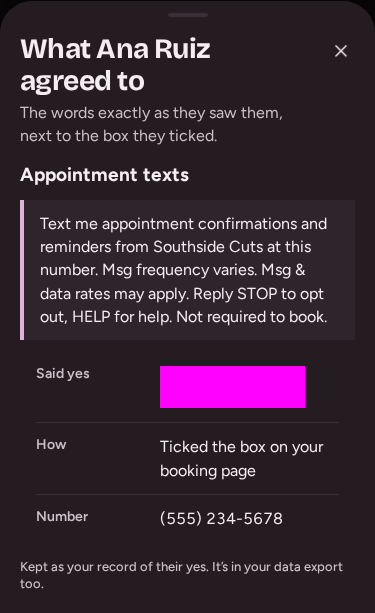 What Ana Ruiz
agreed to
The words exactly as they saw them,
next to the box they ticked.
Appointment texts
Text me appointment confirmations and
reminders from Southside Cuts at this
number. Msg frequency varies. Msg &
data rates may apply. Reply STOP to opt
out, HELP for help. Not required to book.
Said yes
How
Ticked the box on your
booking page
Number
(555) 234-5678
Kept as your record of their yes. It’s in your data export
too.